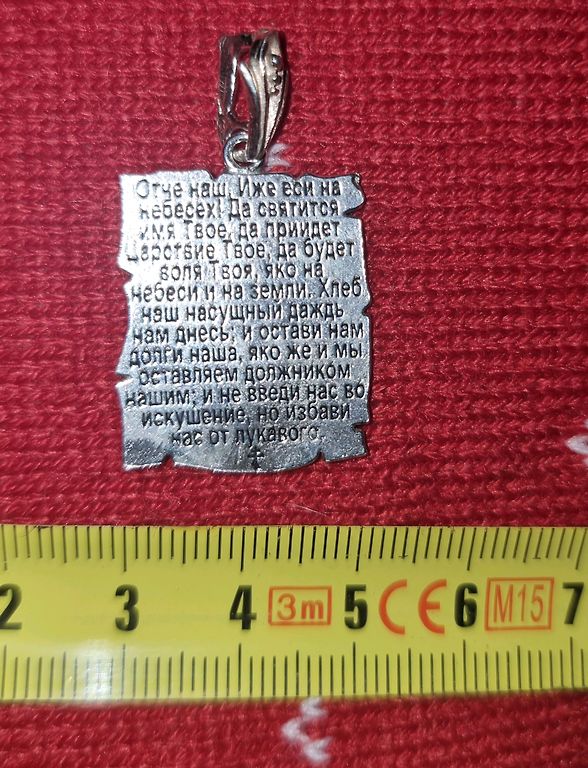 Отче наш, Иже еси на
небесех! Да святится
имя Твое, да приидет
Царствие Твое, да будет
воля Твоя, яко на
небеси и на земли. Хлеб
наш насущный даждь
нам днесь; и остави нам
долги наша, яко же и мы
оставляем должником
нашим; и не введи нас во
искушение, но избави
нас от лукавого.
2 3 4 3m 5 CE 6 M15 7